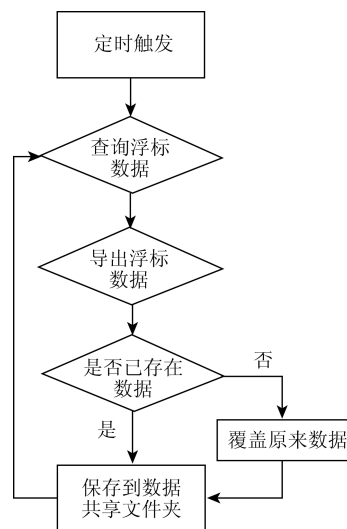 定时触发
查询浮标
数据
导出浮标
数据
是否已存在
数据
否
是
覆盖原来数据
保存到数据
共享文件夹